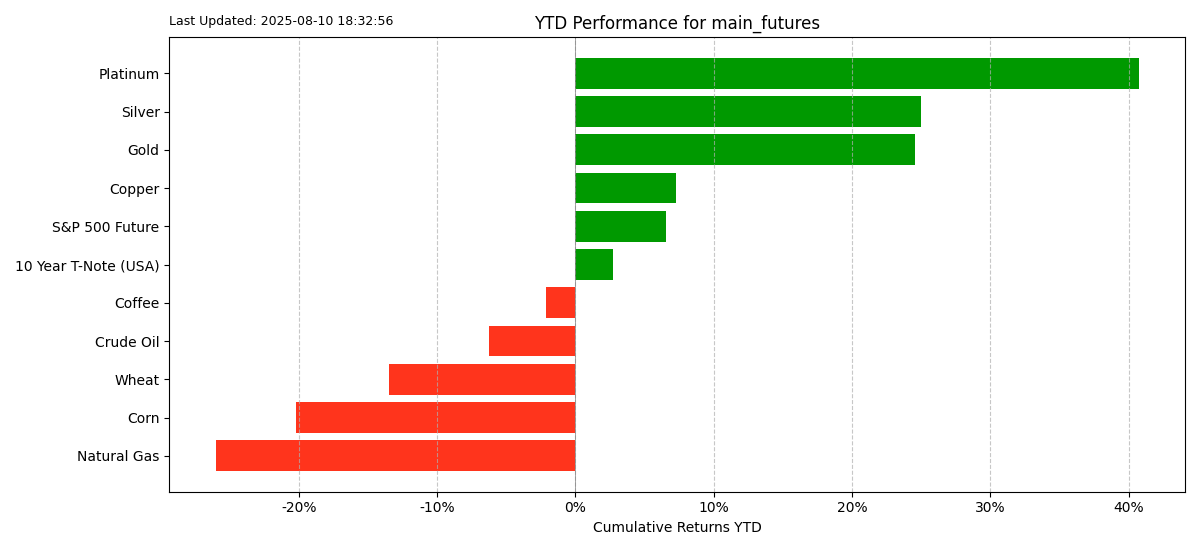 Last Updated: 2025-08-10 18:32:56
YTD Performance for main_futures
Platinum
Silver
Gold
Copper
S&P 500 Future
10 Year T-Note (USA)
Coffee
Crude Oil
Wheat
Corn
Natural Gas
-20% -10% 0% 10% 20% 30% 40%
Cumulative Returns YTD